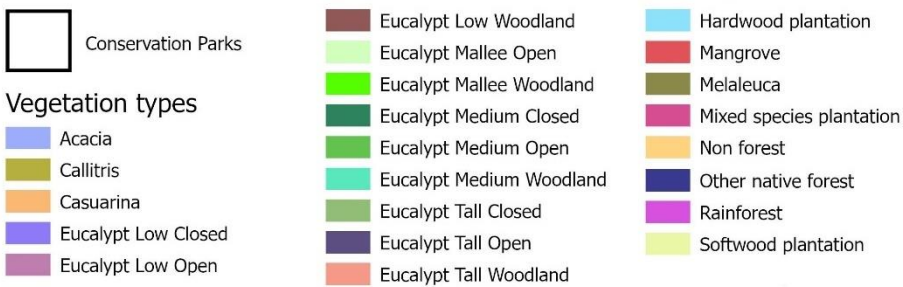 Conservation Parks
Vegetation types
Acacia
Callitris
Casuarina
Eucalypt Low Closed
Eucalypt Low Open
Eucalypt Low Woodland
Eucalypt Mallee Open
Eucalypt Mallee Woodland
Eucalypt Medium Closed
Eucalypt Medium Open
Eucalypt Medium Woodland
Eucalypt Tall Closed
Eucalypt Tall Open
Eucalypt Tall Woodland
Hardwood plantation
Mangrove
Melaleuca
Mixed species plantation
Non forest
Other native forest
Rainforest
Softwood plantation